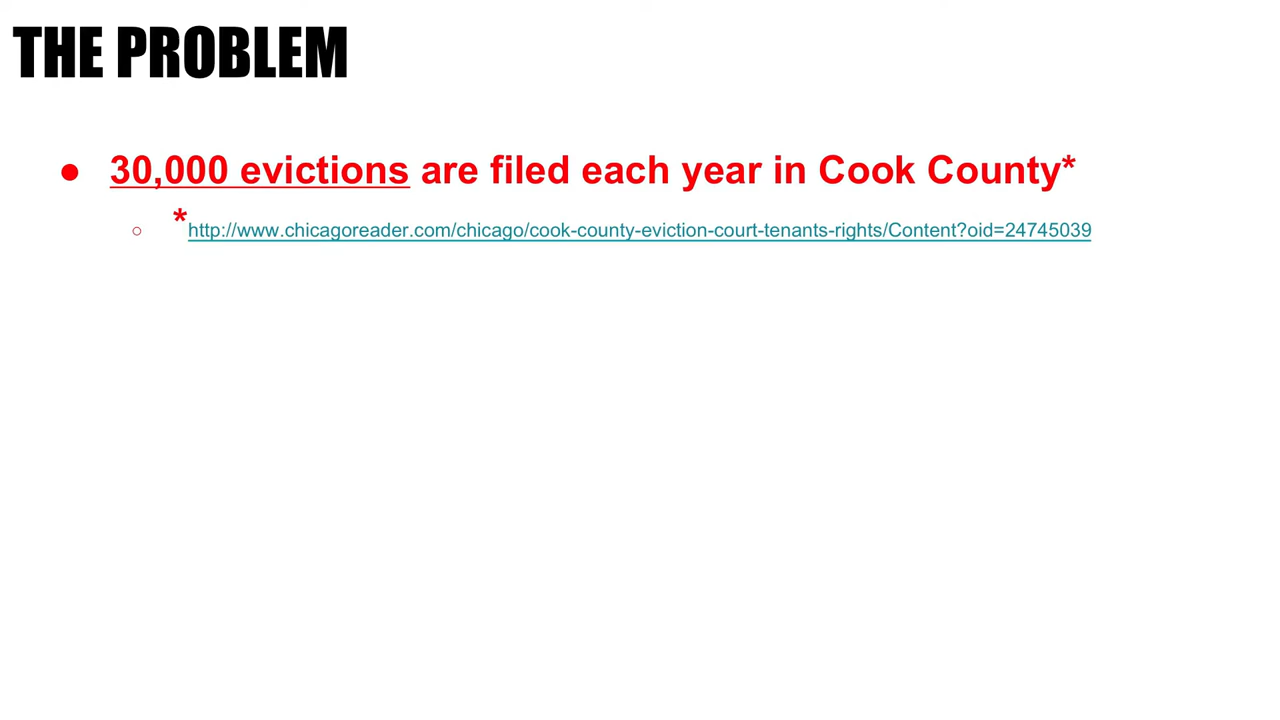 THE PROBLEM
● 30,000 evictions are filed each year in Cook County*
○ *http://www.chicagoreader.com/chicago/cook-county-eviction-court-tenants-rights/Content?oid=24745039